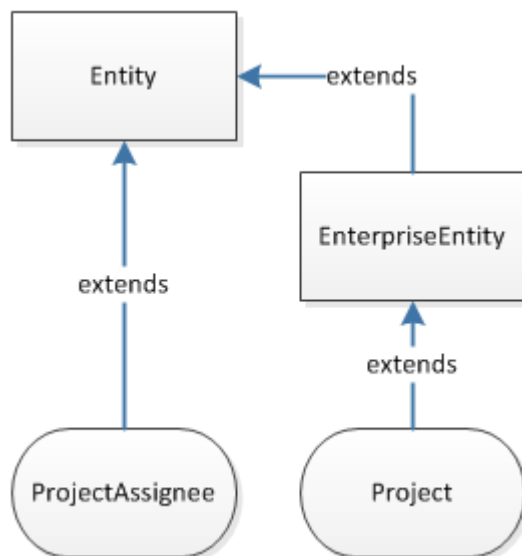 Entity
extends
EnterpriseEntity
extends
extends
ProjectAssignee
Project